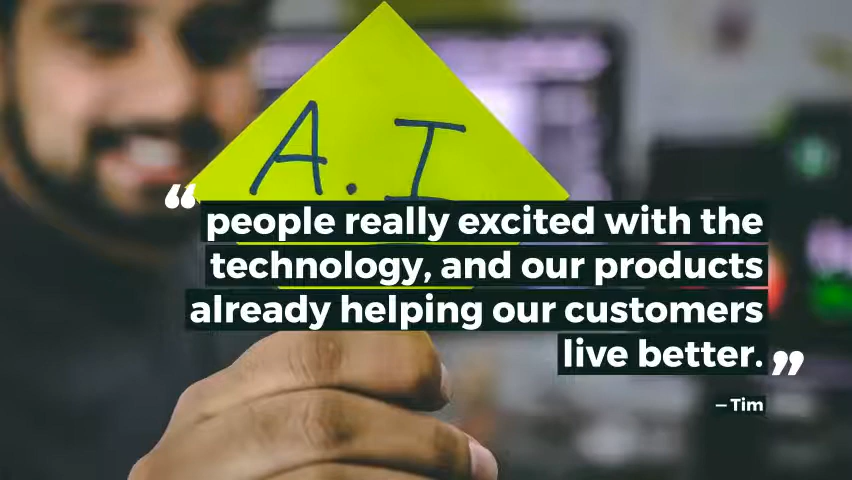 A.I
“people really excited with the
technology, and our products
already helping our customers
live better.”
– Tim